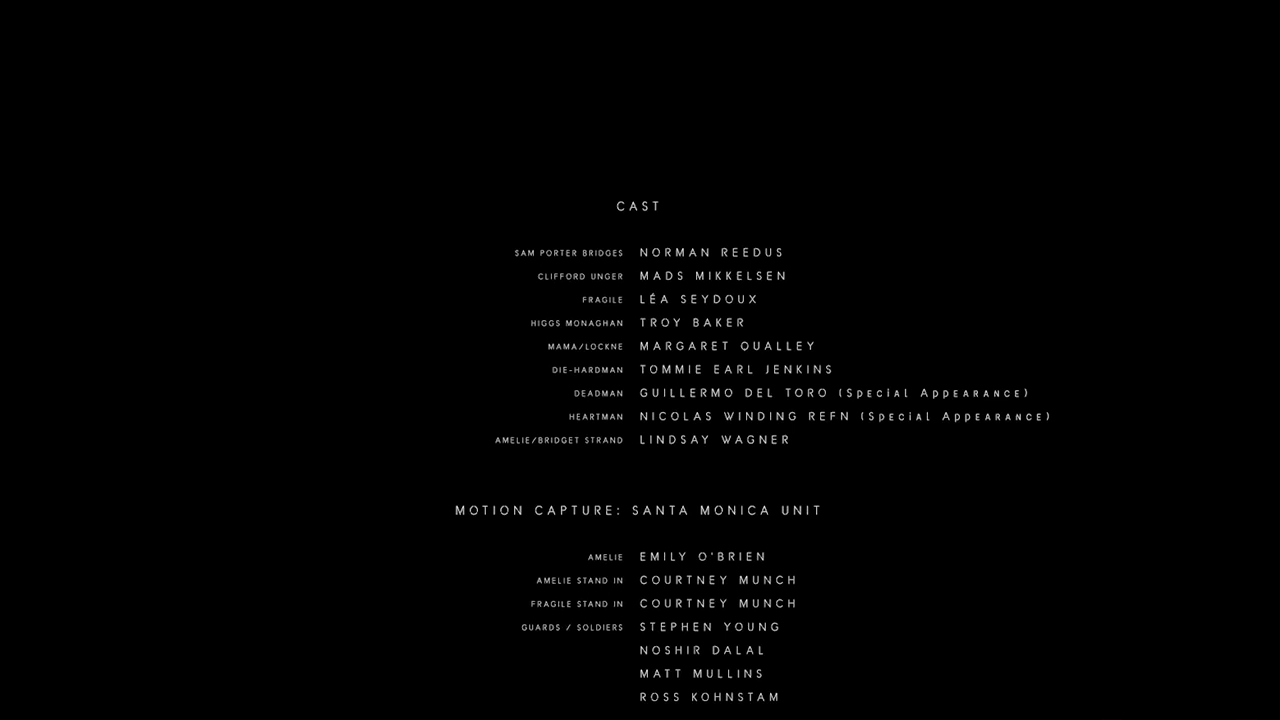 CAST
SAM PORTER BRIDGES NORMAN REEDUS
CLIFFORD UNGER MADS MIKKELSEN
FRAGILE LÉA SEYDOUX
HIGGS MONAGHAN TROY BAKER
MAMA/LOCKNE MARGARET QUALLEY
DIE-HARDMAN TOMMIE EARL JENKINS
DEADMAN GUILLERMO DEL TORO (Special Appearance)
HEARTMAN NICOLAS WINDING REFN (Special Appearance)
AMELIE/BRIDGET STRAND LINDSAY WAGNER
MOTION CAPTURE: SANTA MONICA UNIT
AMELIE EMILY O'BRIEN
AMELIE STAND IN COURTNEY MUNCH
FRAGILE STAND IN COURTNEY MUNCH
GUARDS / SOLDIERS STEPHEN YOUNG
NOSHIR DALAL
MATT MULLINS
ROSS KOHNSTAM